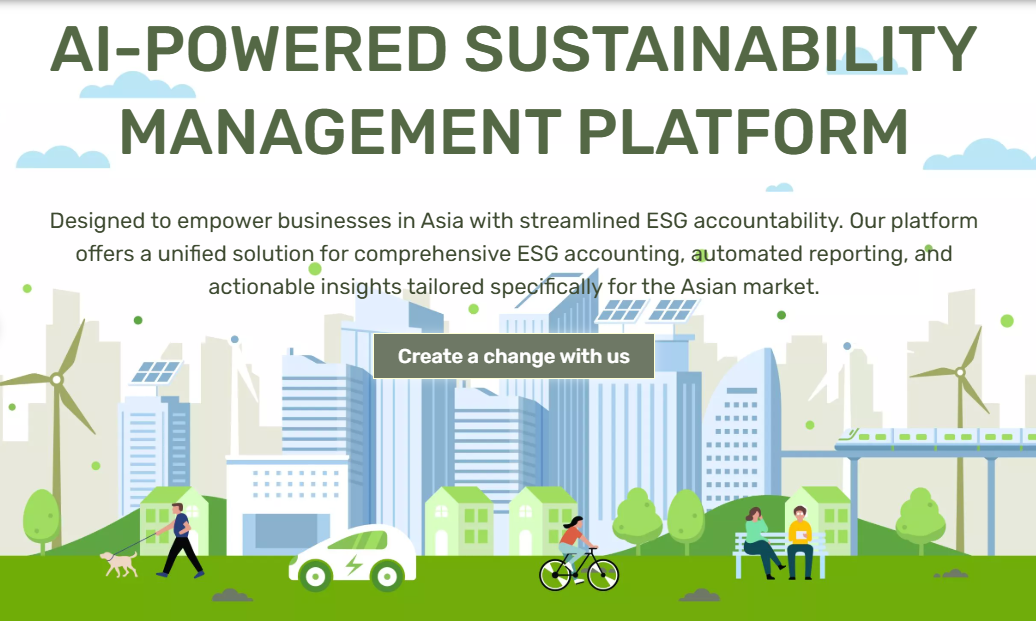 AI-POWERED SUSTAINABILITY
MANAGEMENT PLATFORM
Designed to empower businesses in Asia with streamlined ESG accountability. Our platform
offers a unified solution for comprehensive ESG accounting, automated reporting, and
actionable insights tailored specifically for the Asian market.
Create a change with us